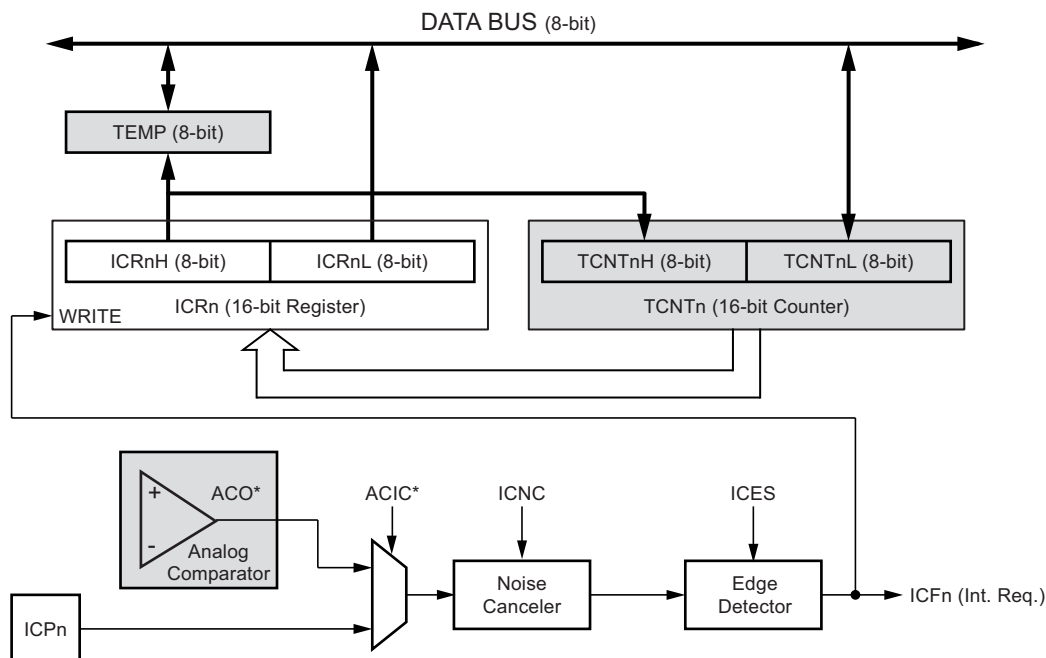 DATA BUS (8-bit)
TEMP (8-bit)
ICRnH (8-bit) ICRnL (8-bit) TCNTnH (8-bit) TCNTnL (8-bit)
ICRn (16-bit Register) TCNTn (16-bit Counter)
WRITE
+ ACO* ACIC* ICNC ICES
-
Analog
Comparator
Noise
Canceler
Edge
Detector
ICFn (Int. Req.)
ICPn